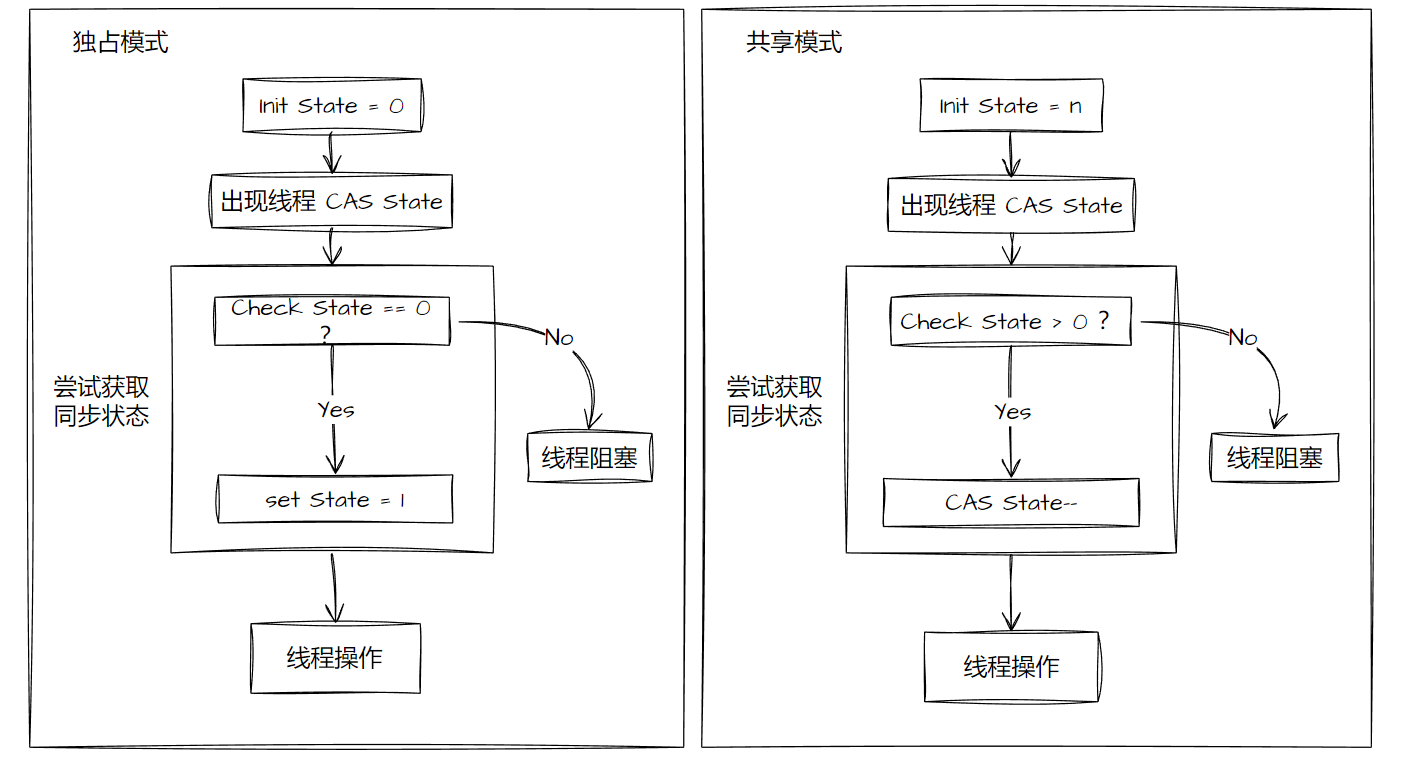 独占模式
Init State = 0
出现线程 CAS State
Check State == 0
?
No
尝试获取
同步状态
Yes
线程阻塞
set State = 1
线程操作
共享模式
Init State = n
出现线程 CAS State
Check State > 0 ?
No
尝试获取
同步状态
Yes
线程阻塞
CAS State--
线程操作